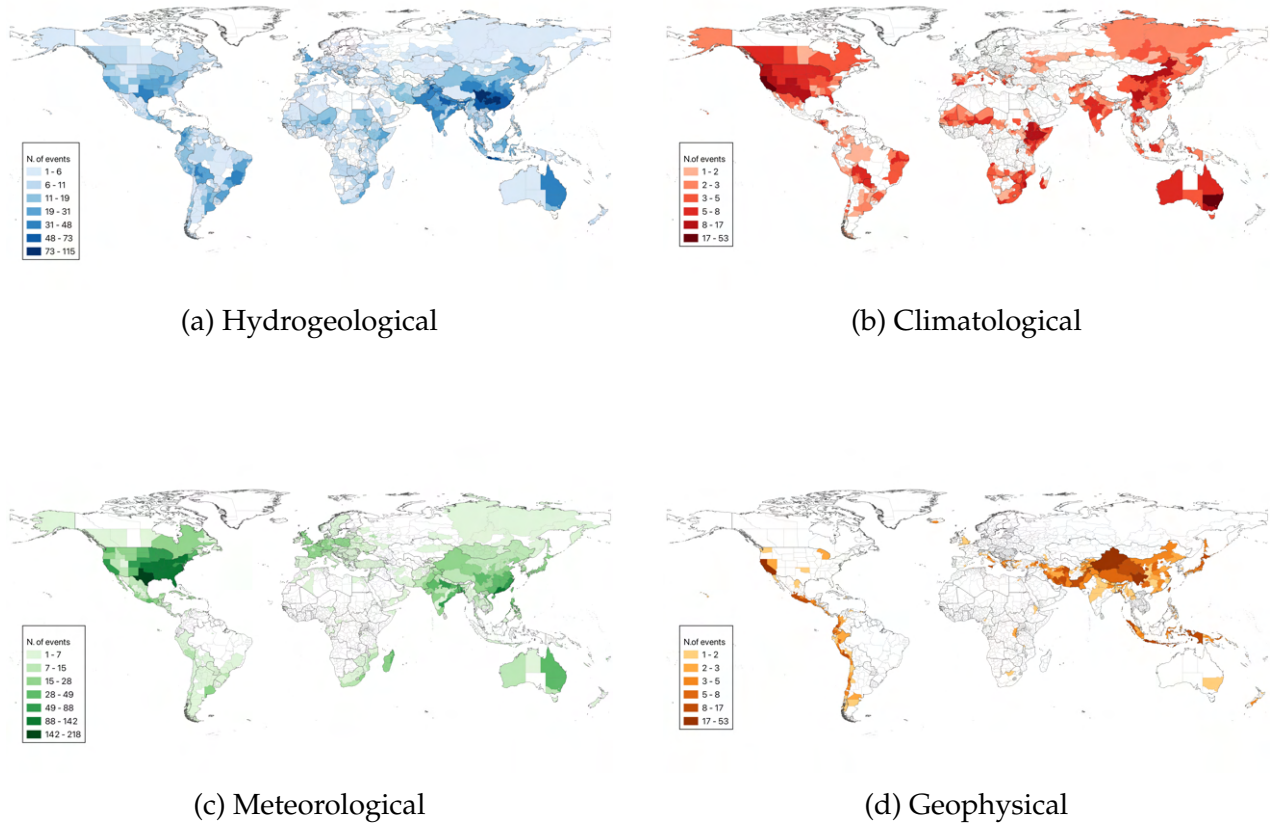 N. of events
1 - 6
6 - 11
11 - 19
19 - 31
31 - 48
48 - 73
73 - 115
(a) Hydrogeological
N.of events
1 - 2
2 - 3
3 - 5
5 - 8
8 - 17
17 - 53
(b) Climatological
N. of events
1 - 7
7 - 15
15 - 28
28 - 49
49 - 88
88 - 142
142 - 218
(c) Meteorological
N.of events
1 - 2
2 - 3
3 - 5
5 - 8
8 - 17
17 - 53
(d) Geophysical